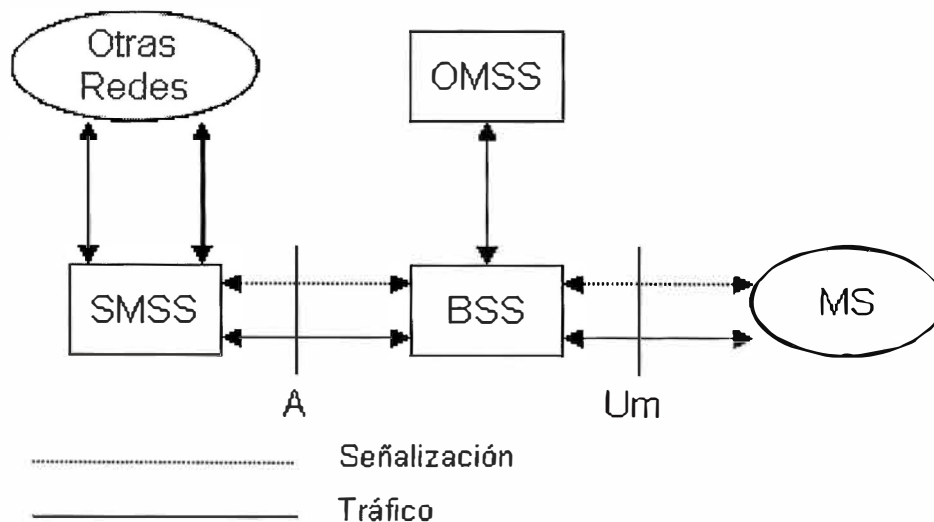 Otras
Redes
OMSS
SMSS
BSS
MS
A
Um
Señalización
Tráfico